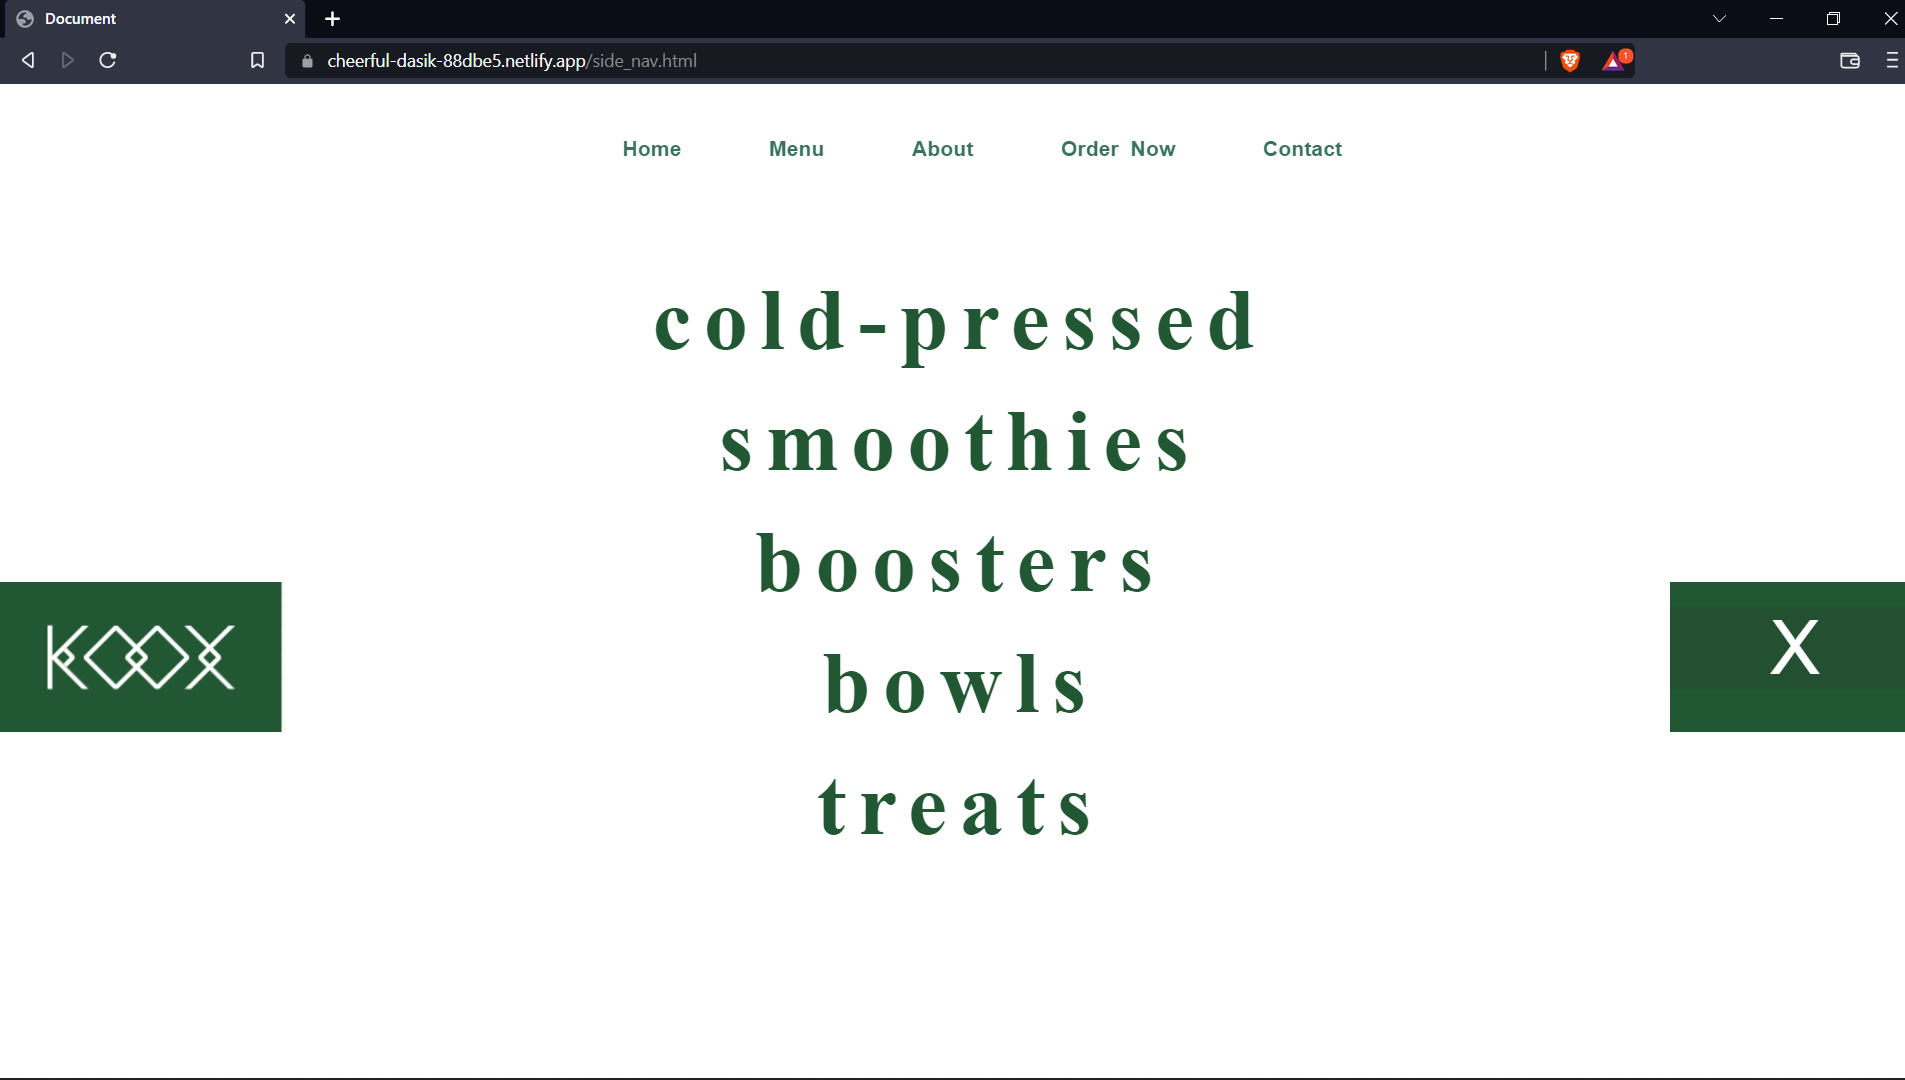 Document
cheerful-dasik-88dbe5.netlify.app/side_nav.html
1
Home Menu About Order Now Contact
cold-pressed
smoothies
boosters
bowls
treats
KOOX
X